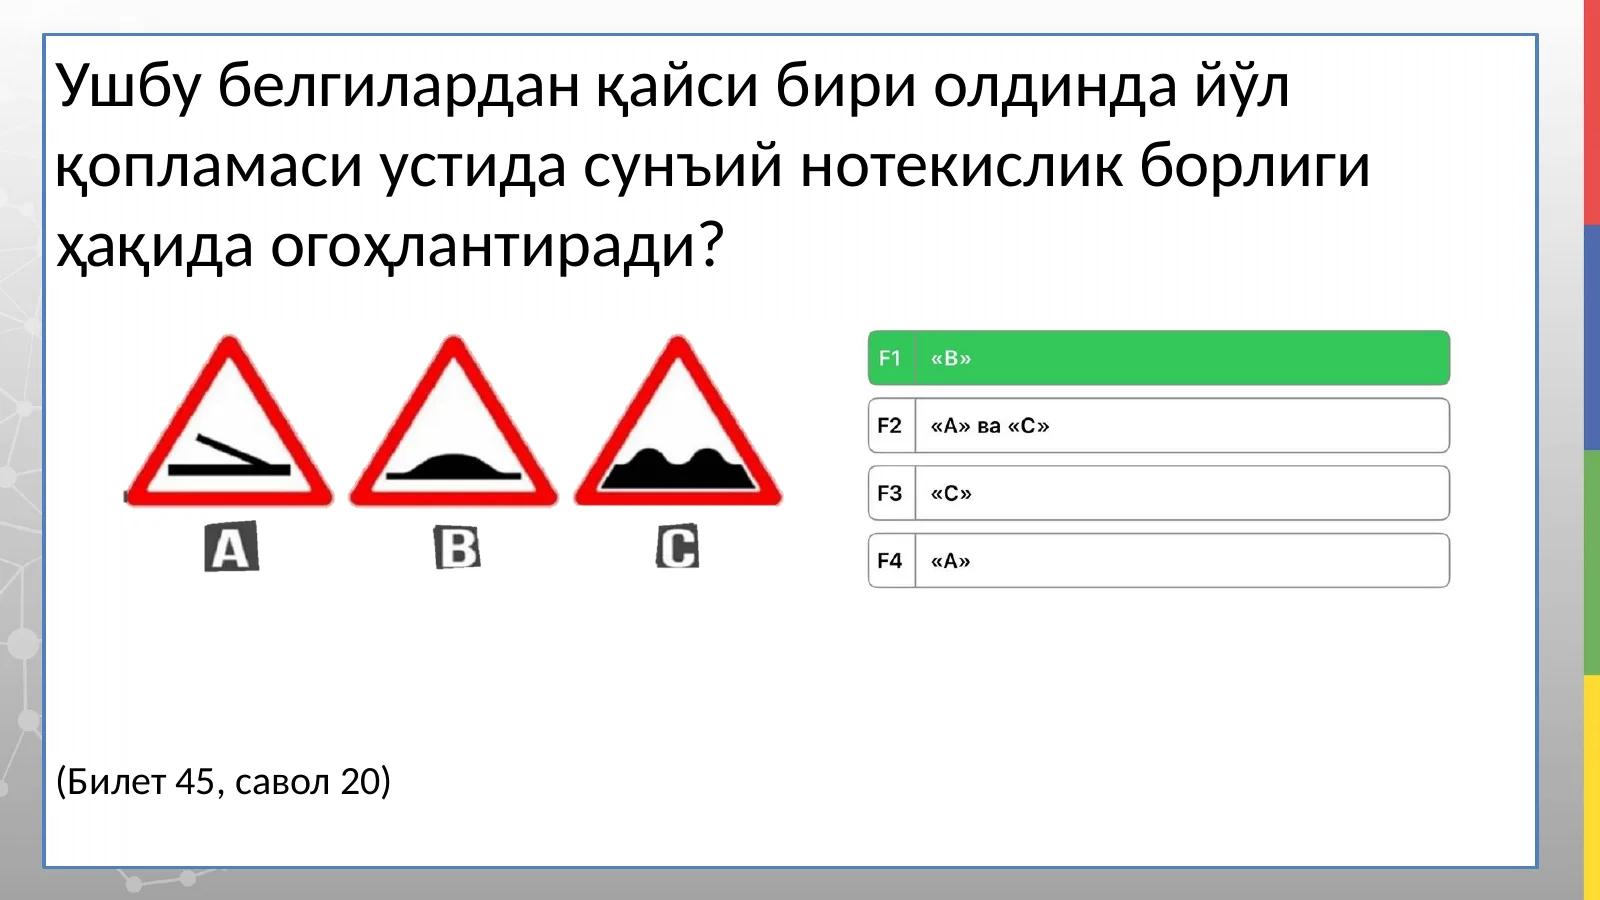 Ушбу белгилардан қайси бири олдинда йўл
қопламаси устида сунъий нотекислик борлиги
ҳақида огоҳлантиради?
A B C
F1 «B»
F2 «A» ва «C»
F3 «C»
F4 «A»
(Билет 45, савол 20)